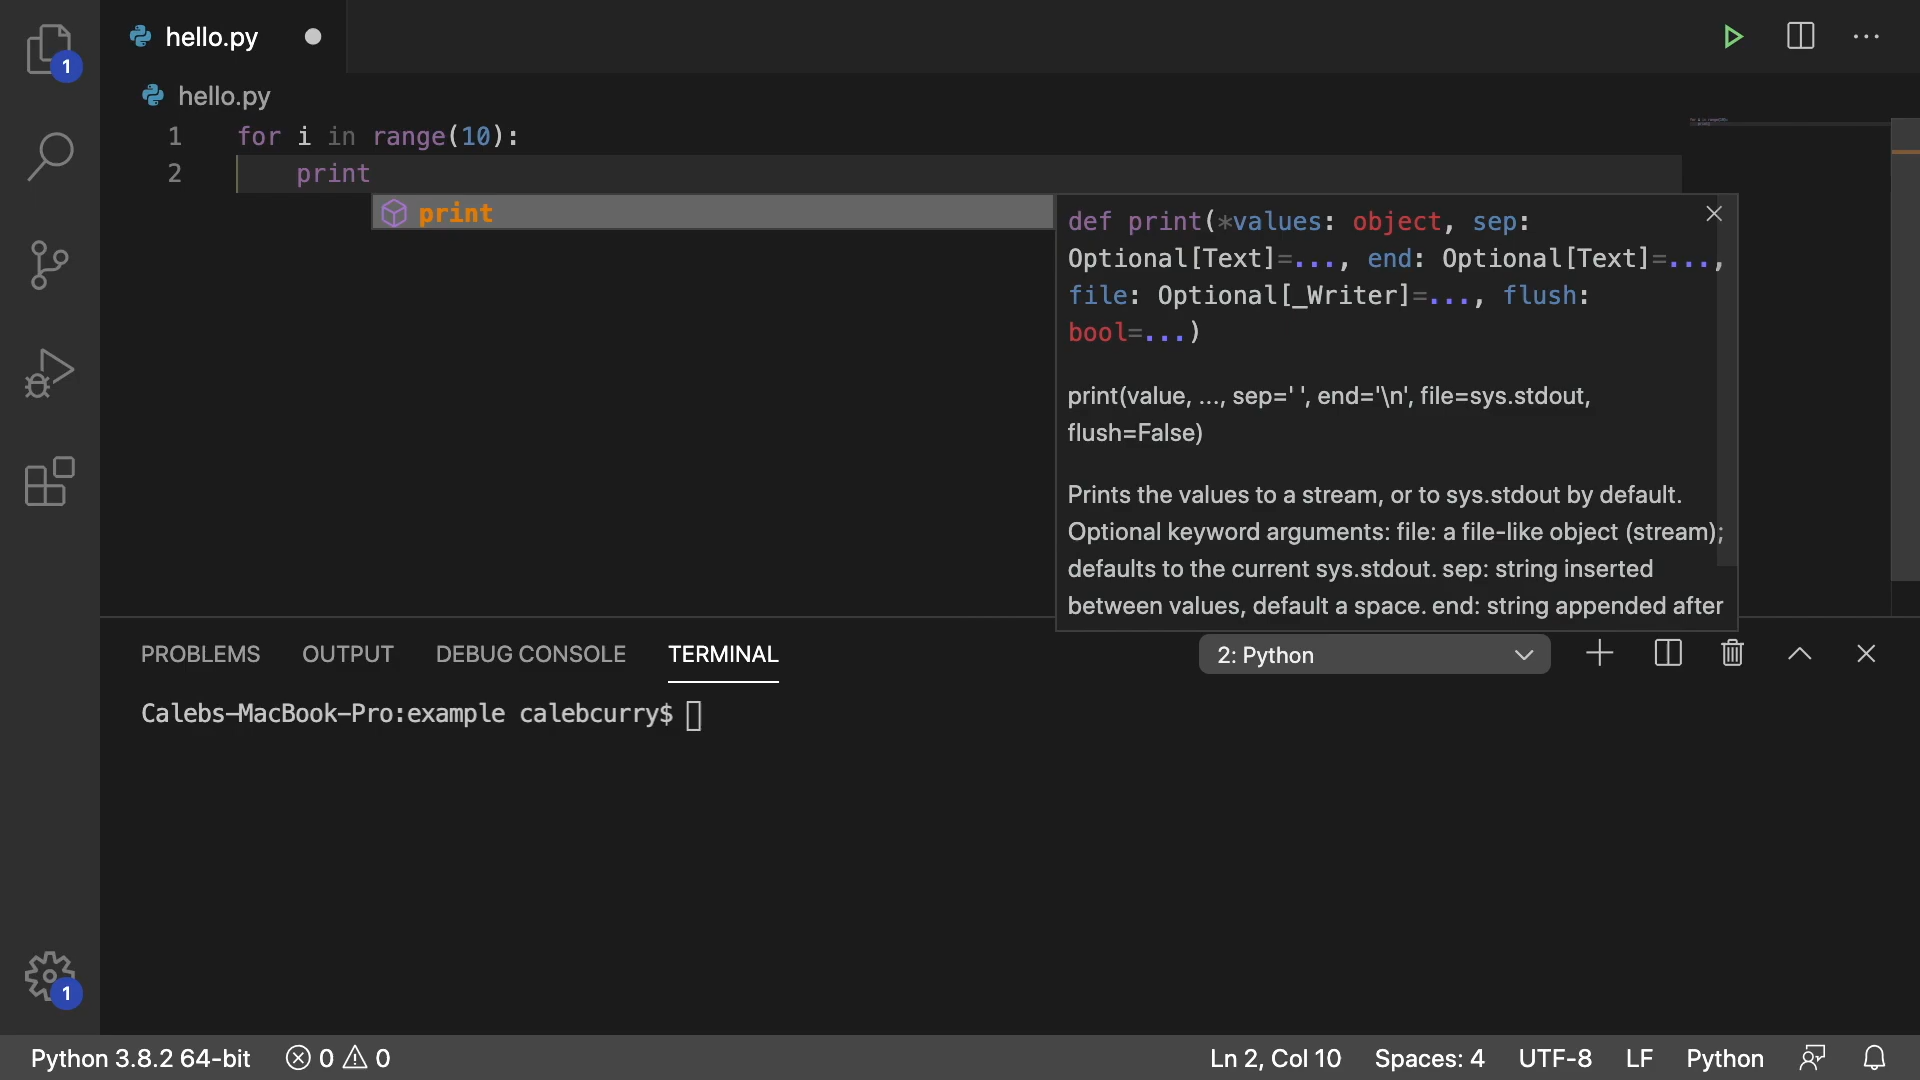 1
hello.py
hello.py
1 for i in range(10):
2 print
print
def print(*values: object, sep:
Optional[Text]=..., end: Optional[Text]=...,
file: Optional[_Writer]=..., flush:
bool=...)
print(value, ..., sep=' ', end='\n', file=sys.stdout,
flush=False)
Prints the values to a stream, or to sys.stdout by default.
Optional keyword arguments: file: a file-like object (stream);
defaults to the current sys.stdout. sep: string inserted
between values, default a space. end: string appended after
PROBLEMS OUTPUT DEBUG CONSOLE TERMINAL 2: Python
Calebs-MacBook-Pro:example calebcurry$
1
Python 3.8.2 64-bit 0 0 Ln 2, Col 10 Spaces: 4 UTF-8 LF Python